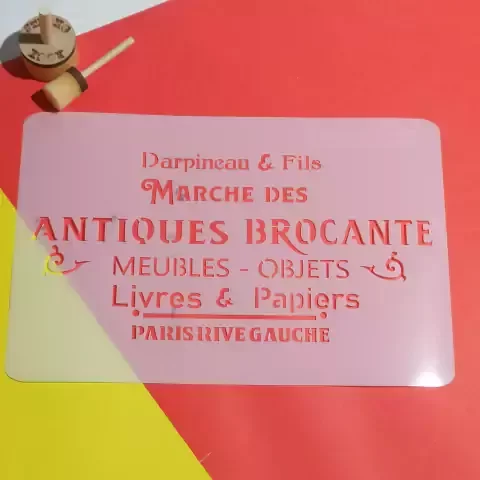 Darpineau & Fils
MARCHE DES
ANTIQUES BROCANTE
MEUBLES - OBJETS
Livres & Papiers
PARIS RIVE GAUCHE